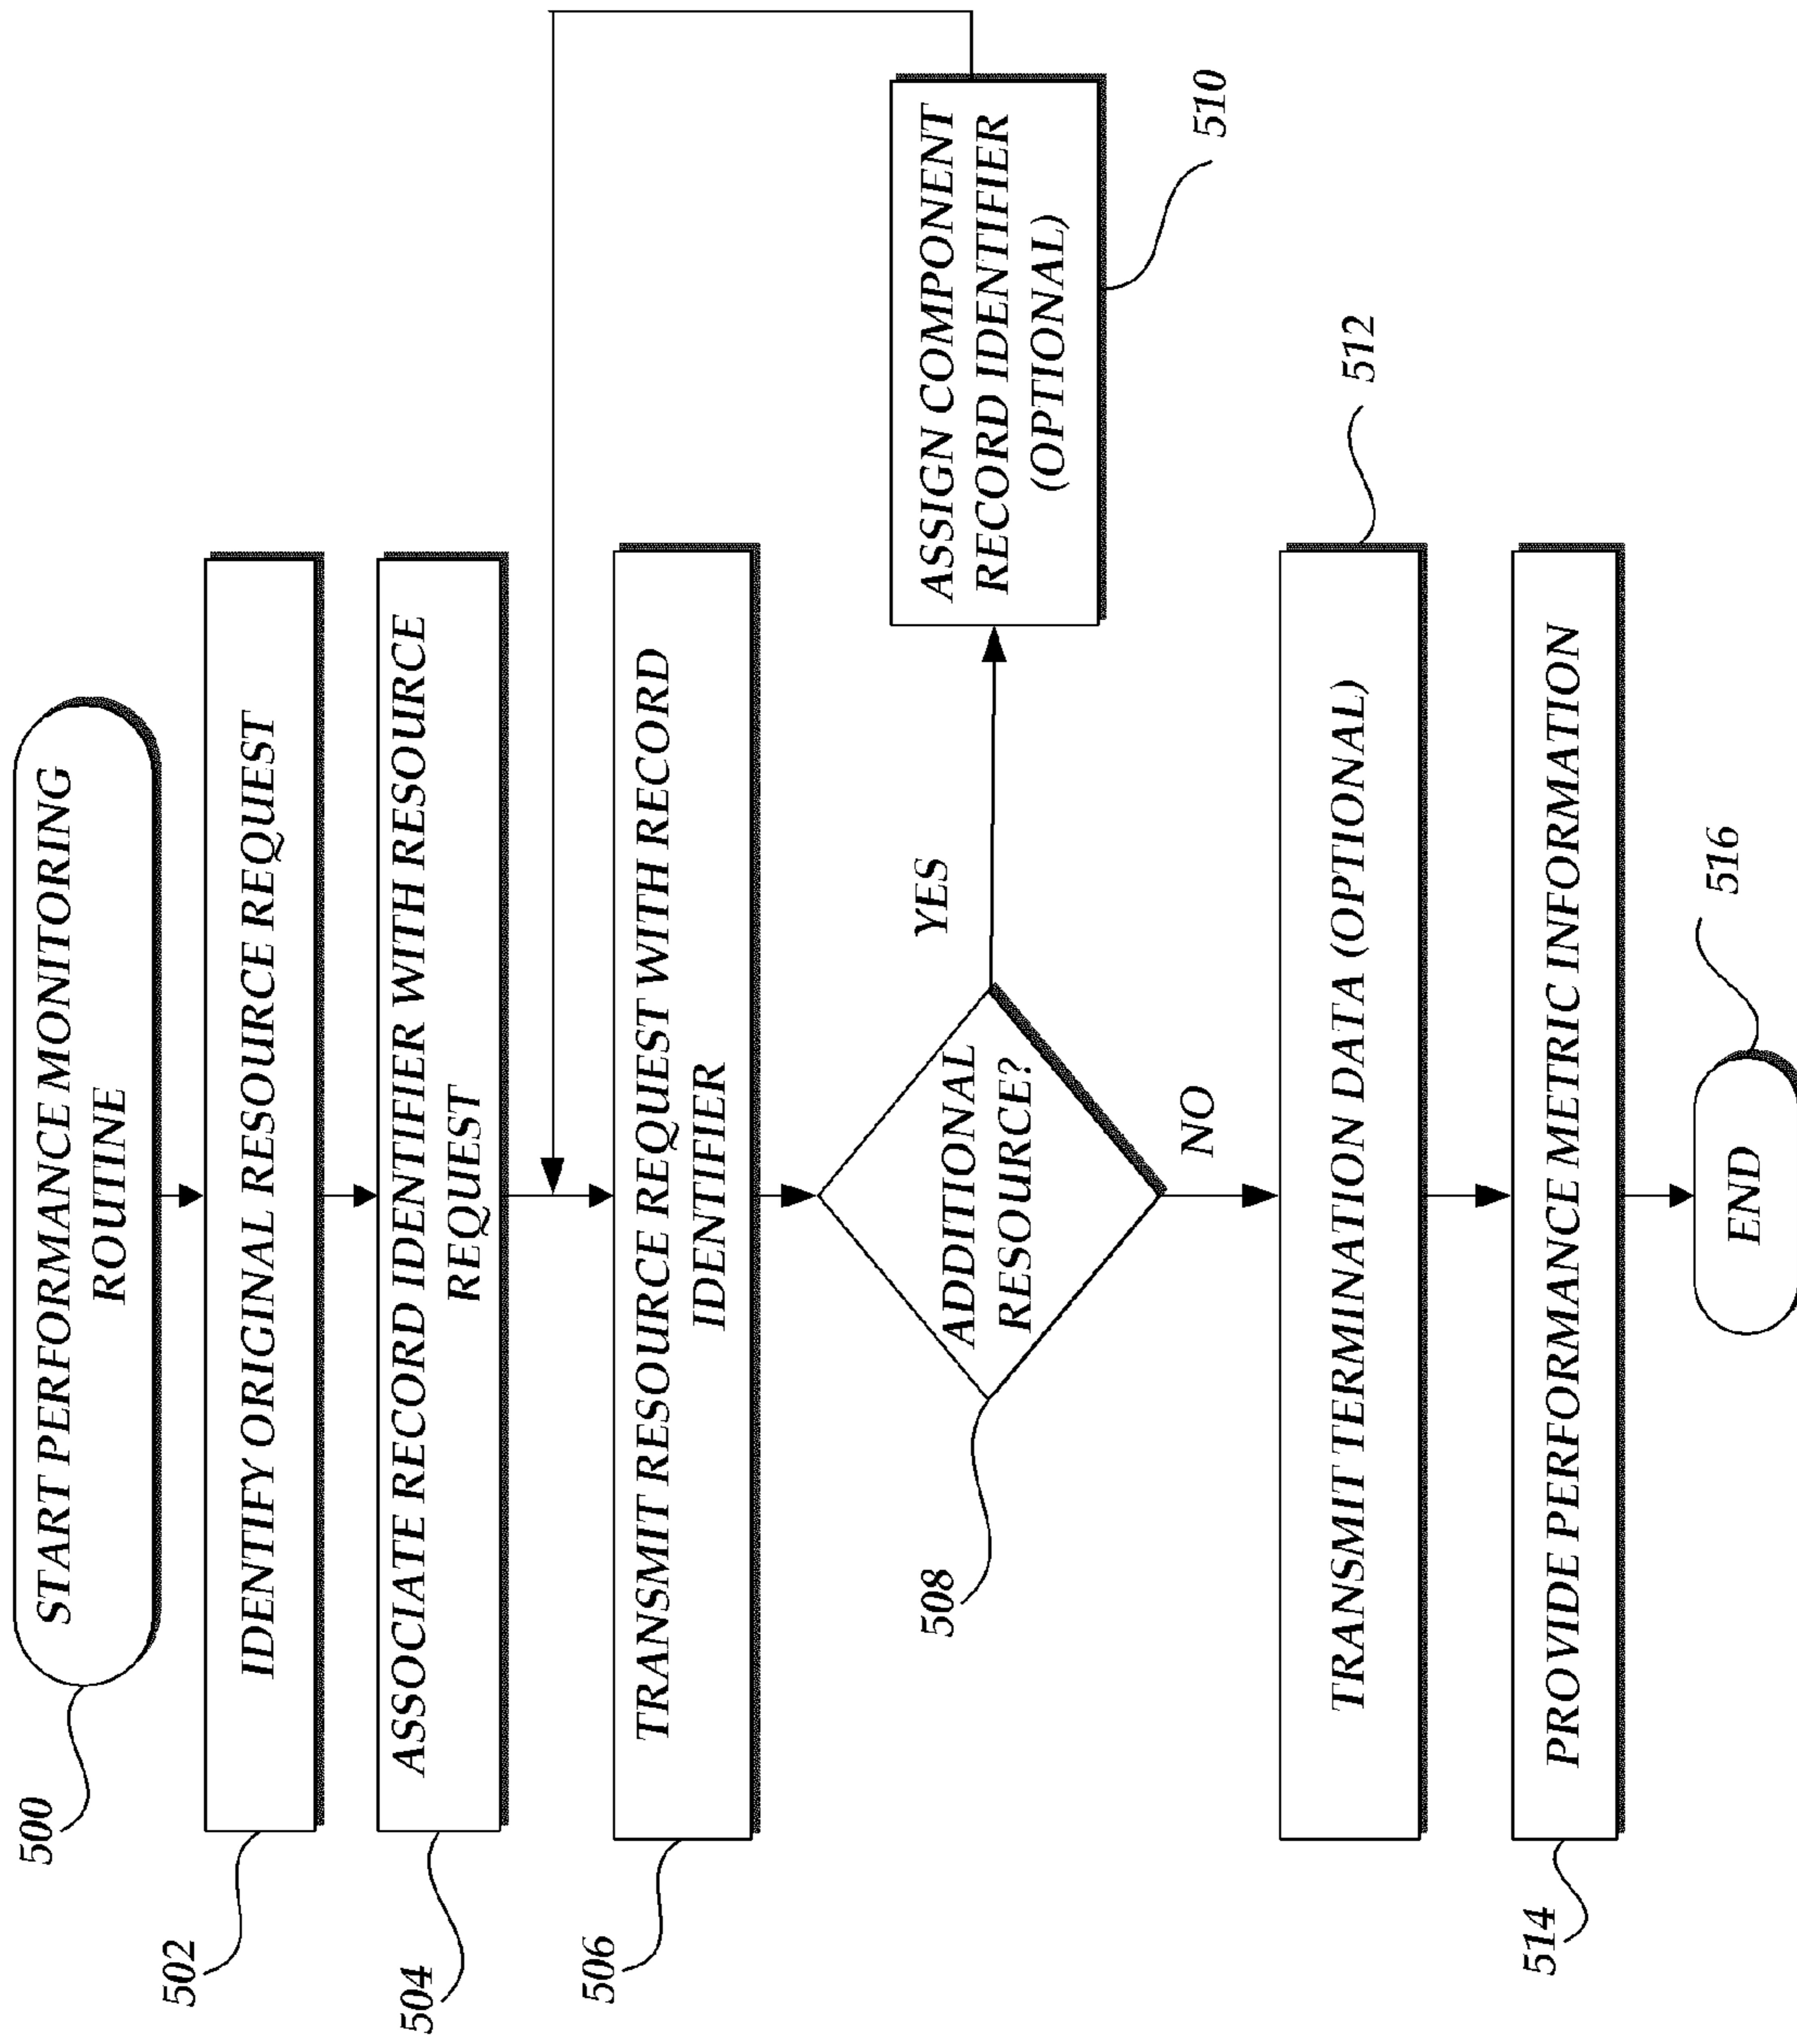 500
START PERFORMANCE MONITORING
ROUTINE
502
IDENTIFY ORIGINAL RESOURCE REQUEST
504
ASSOCIATE RECORD IDENTIFIER WITH RESOURCE
REQUEST
506
TRANSMIT RESOURCE REQUEST WITH RECORD
IDENTIFIER
508
ADDITIONAL
RESOURCE?
YES
ASSIGN COMPONENT
RECORD IDENTIFIER
(OPTIONAL)
510
NO
TRANSMIT TERMINATION DATA (OPTIONAL)
512
514
PROVIDE PERFORMANCE METRIC INFORMATION
END
516